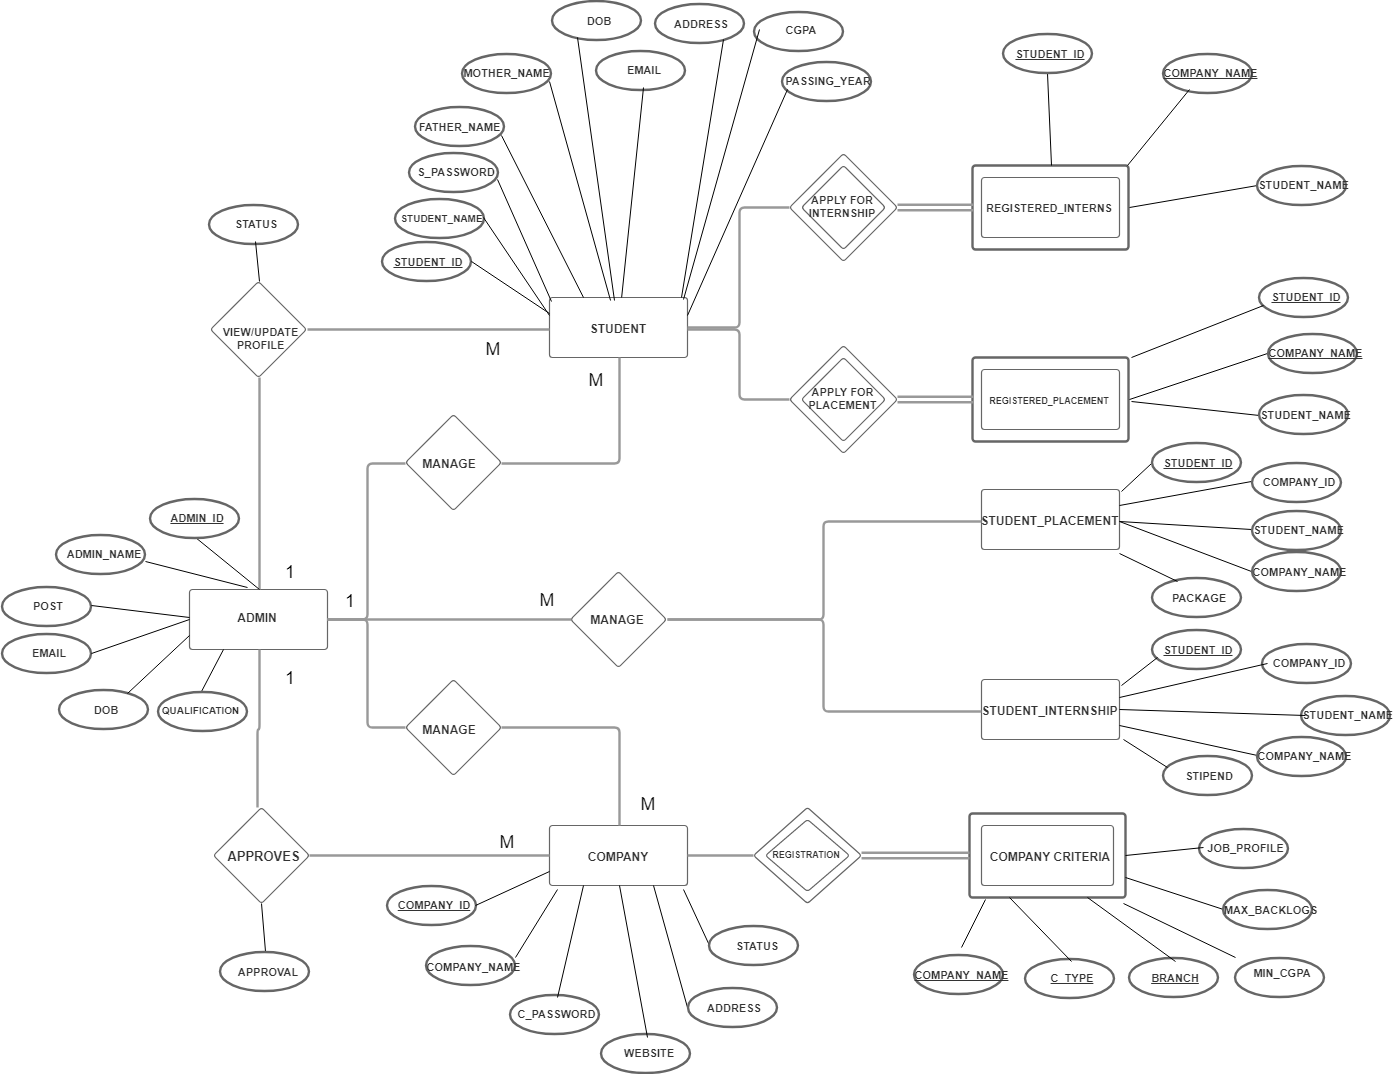 DOB
ADDRESS
CGPA
MOTHER_NAME
EMAIL
PASSING_YEAR
FATHER_NAME
S_PASSWORD
STUDENT_NAME
STUDENT_ID
STATUS
VIEW/UPDATE
PROFILE
M
STUDENT
M
STUDENT_ID
COMPANY_NAME
STUDENT_NAME
APPLY FOR
INTERNSHIP
REGISTERED_INTERNS
STUDENT_ID
COMPANY_NAME
STUDENT_NAME
APPLY FOR
PLACEMENT
REGISTERED_PLACEMENT
MANAGE
STUDENT_ID
COMPANY_ID
STUDENT_NAME
COMPANY_NAME
PACKAGE
STUDENT_PLACEMENT
ADMIN_ID
ADMIN_NAME
POST
EMAIL
DOB
QUALIFICATION
ADMIN
1
1
1
M
MANAGE
STUDENT_ID
COMPANY_ID
STUDENT_NAME
COMPANY_NAME
STIPEND
STUDENT_INTERNSHIP
MANAGE
M
M
APPROVES
APPROVAL
COMPANY
REGISTRATION
COMPANY CRITERIA
JOB_PROFILE
MAX_BACKLOGS
MIN_CGPA
BRANCH
C_TYPE
COMPANY_NAME
COMPANY_ID
COMPANY_NAME
C_PASSWORD
WEBSITE
ADDRESS
STATUS